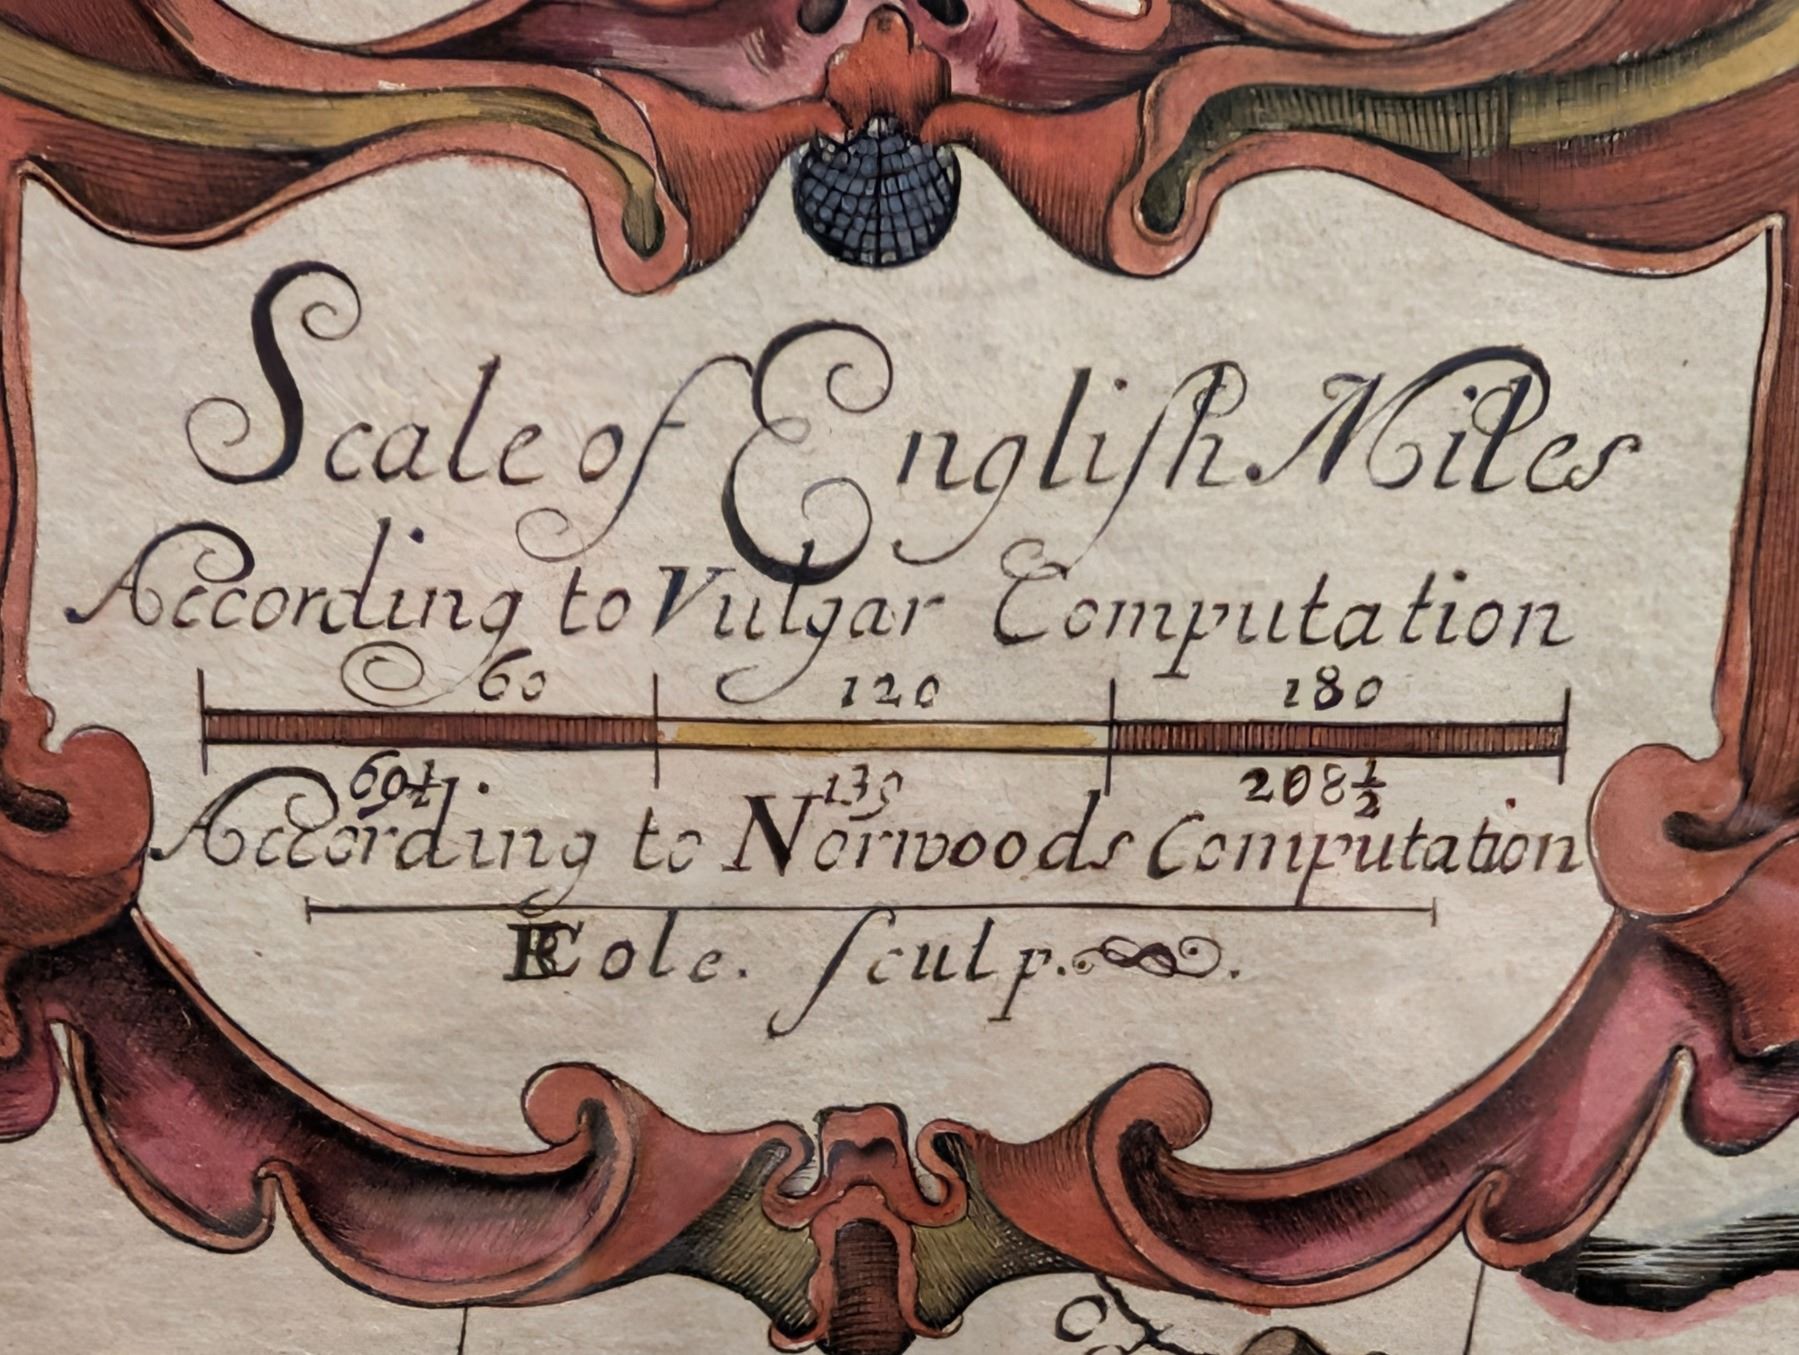 Scale of Engliſh Miles
According to Vulgar Computation
60 120 180
69½ 139 208½
According to Norwoods Computation
Cole. ſculp.